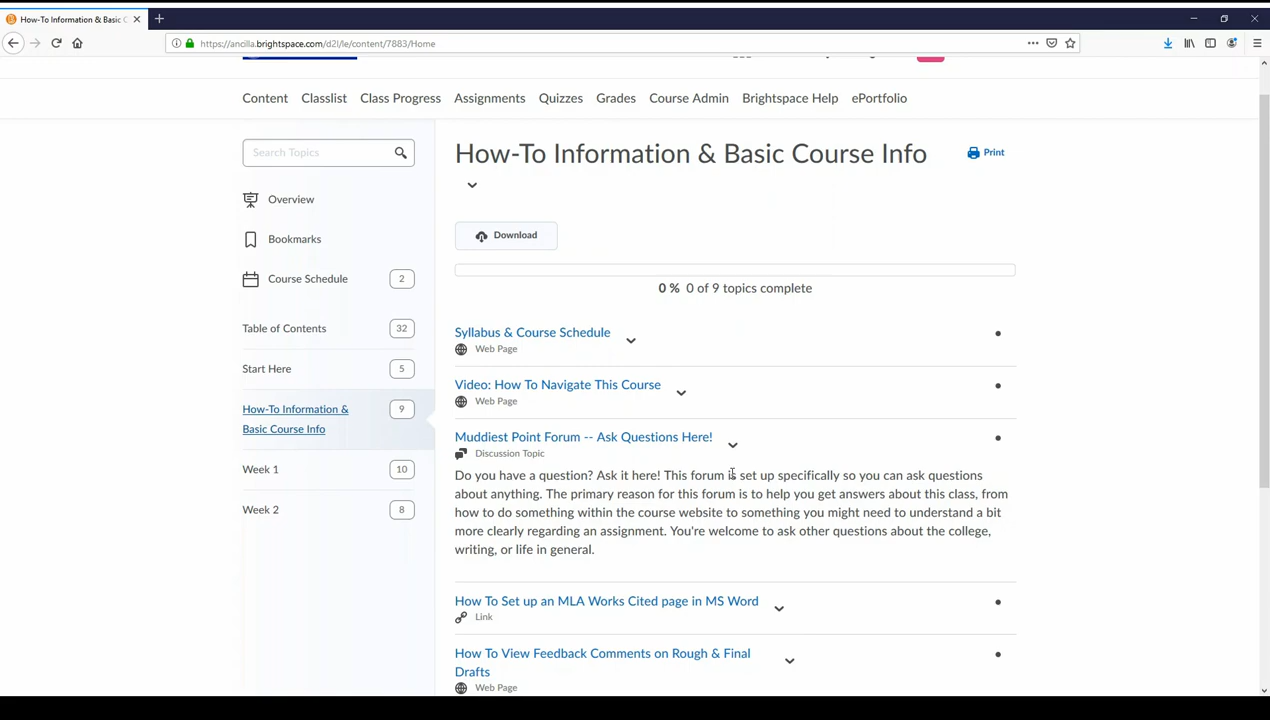 How-To Information & Basic C
https://ancilla.brightspace.com/d2l/le/content/7883/Home
Content Classlist Class Progress Assignments Quizzes Grades Course Admin Brightspace Help ePortfolio
Search Topics
Overview
Bookmarks
Course Schedule 2
Table of Contents 32
Start Here 5
How-To Information & 9
Basic Course Info
Week 1 10
Week 2 8
How-To Information & Basic Course Info
Print
Download
0 % 0 of 9 topics complete
Syllabus & Course Schedule
Web Page
Video: How To Navigate This Course
Web Page
Muddiest Point Forum -- Ask Questions Here!
Discussion Topic
Do you have a question? Ask it here! This forum is set up specifically so you can ask questions
about anything. The primary reason for this forum is to help you get answers about this class, from
how to do something within the course website to something you might need to understand a bit
more clearly regarding an assignment. You're welcome to ask other questions about the college,
writing, or life in general.
How To Set up an MLA Works Cited page in MS Word
Link
How To View Feedback Comments on Rough & Final
Drafts
Web Page